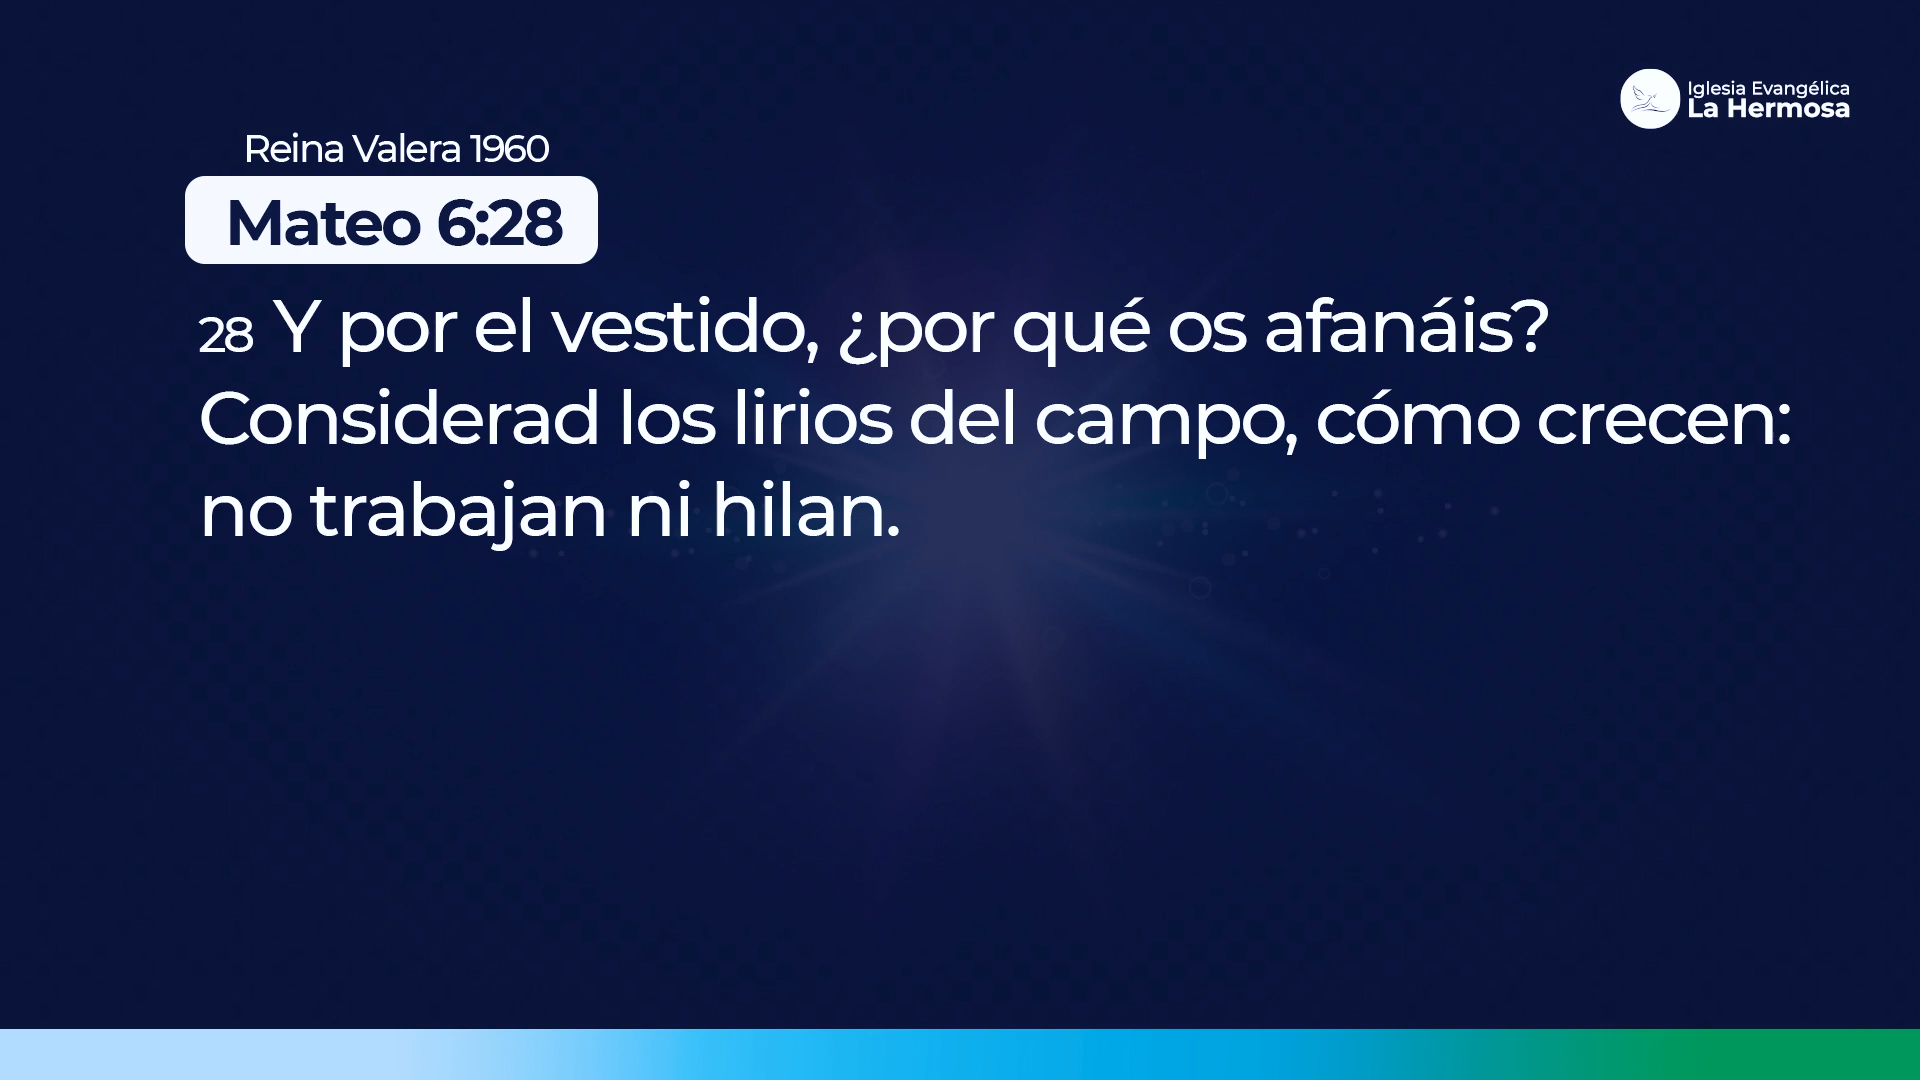 Iglesia Evangélica
La Hermosa
Reina Valera 1960
Mateo 6:28
28 Y por el vestido, ¿por qué os afanáis?
Considerad los lirios del campo, cómo crecen:
no trabajan ni hilan.